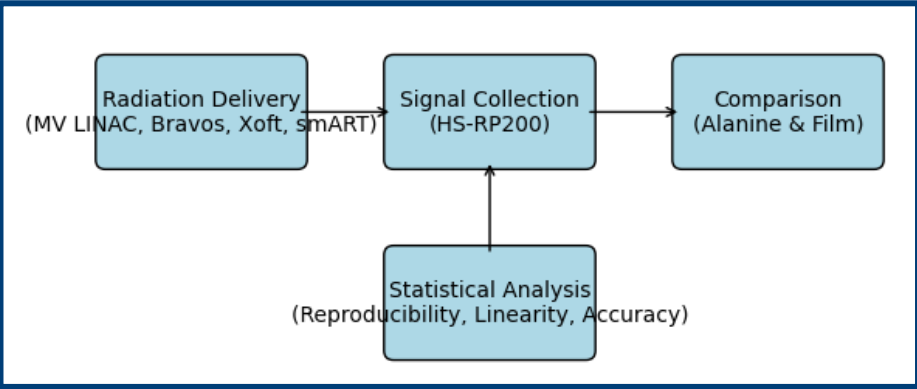 Radiation Delivery
(MV LINAC, Bravos, Xoft, smART)
Signal Collection
(HS-RP200)
Comparison
(Alanine & Film)
Statistical Analysis
(Reproducibility, Linearity, Accuracy)